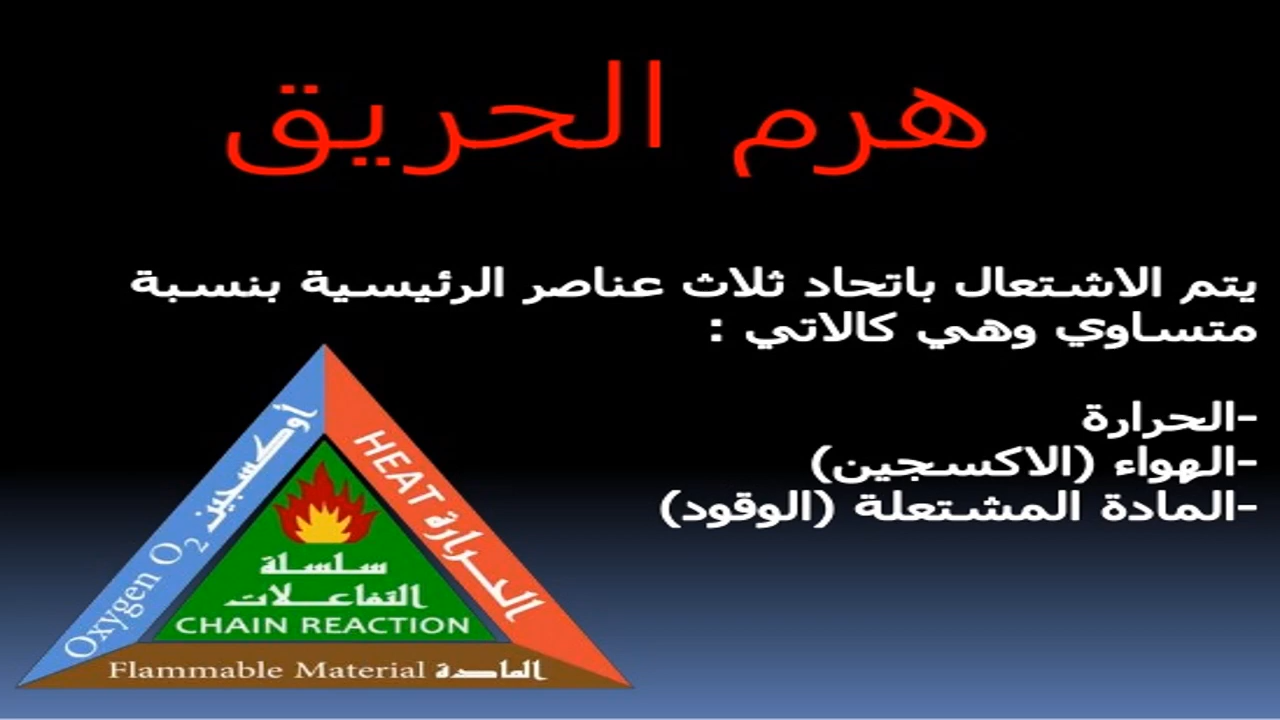 هرم الحريق
يتم الاشتعال باتحاد ثلاث عناصر الرئيسية بنسبة
متساوي وهي كالاتي :
-الحرارة
-الهواء (الاكسجين)
-المادة المشتعلة (الوقود)
أوكسجين Oxygen O2
HEAT الحرارة
سلسلة
التفاعلات
CHAIN REACTION
Flammable Material المادة